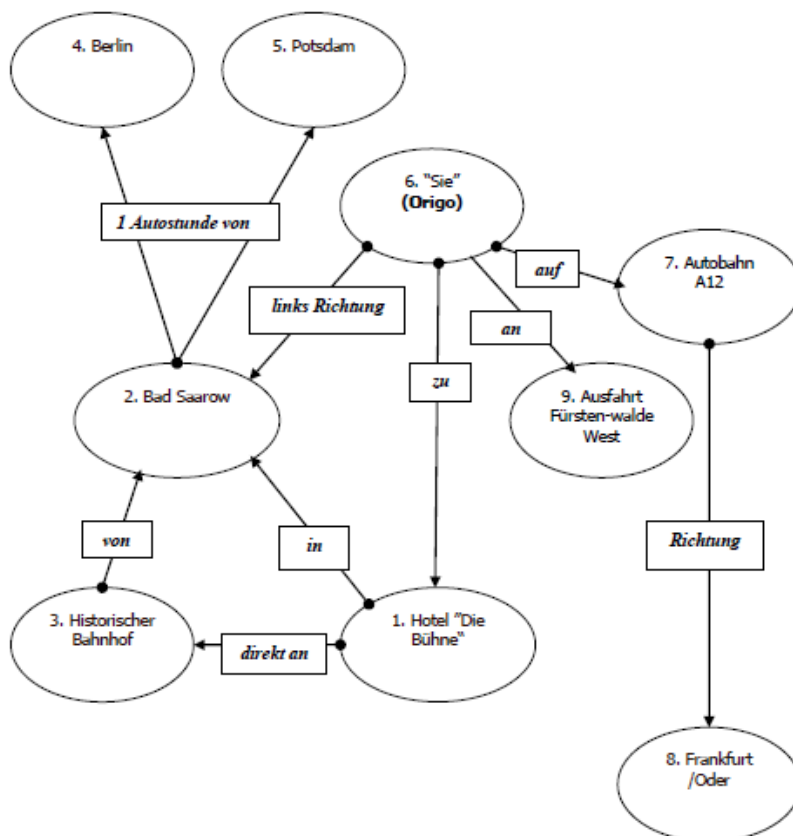 4. Berlin
5. Potsdam
6. "Sie"
(Origo)
1 Autostunde von
auf
7. Autobahn
A12
links Richtung
an
zu
2. Bad Saarow
9. Ausfahrt
Fürsten-walde
West
von
in
Richtung
3. Historischer
Bahnhof
1. Hotel "Die
Bühne"
direkt an
8. Frankfurt
/Oder